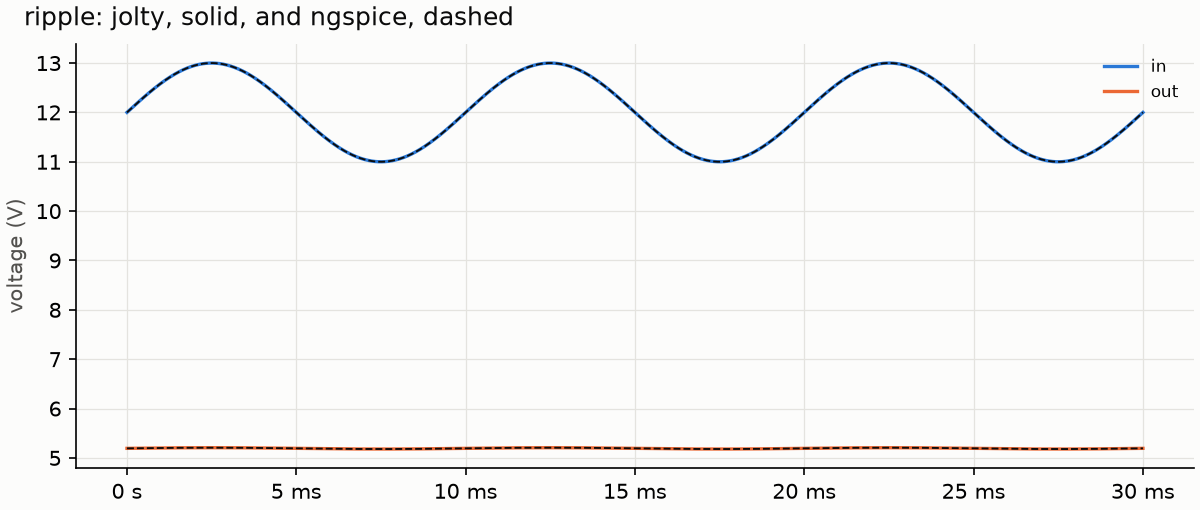 ripple: jolty, solid, and ngspice, dashed
in
out
voltage (V)
13
12
11
10
9
8
7
6
5
0 s
5 ms
10 ms
15 ms
20 ms
25 ms
30 ms